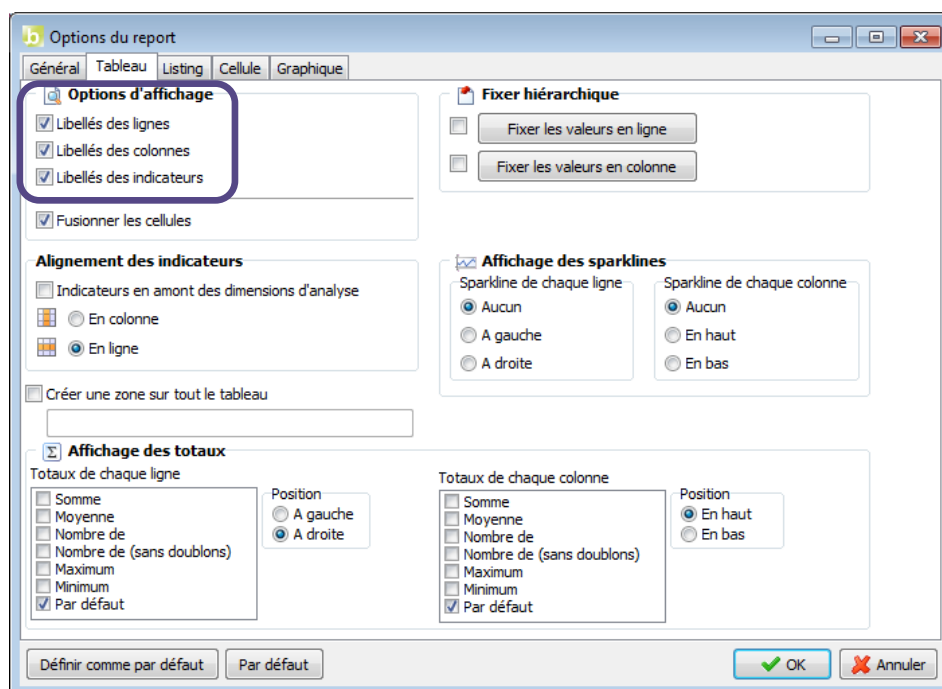 Options du report
Général Tableau Listing Cellule Graphique
Options d'affichage
Libellés des lignes
Libellés des colonnes
Libellés des indicateurs
Fusionner les cellules
Fixer hiérarchique
Fixer les valeurs en ligne
Fixer les valeurs en colonne
Alignement des indicateurs
Indicateurs en amont des dimensions d'analyse
En colonne
En ligne
Affichage des sparklines
Sparkline de chaque ligne
Aucun
A gauche
A droite
Sparkline de chaque colonne
Aucun
En haut
En bas
Créer une zone sur tout le tableau
Σ Affichage des totaux
Totaux de chaque ligne
Somme
Moyenne
Nombre de
Nombre de (sans doublons)
Maximum
Minimum
Par défaut
Position
A gauche
A droite
Totaux de chaque colonne
Somme
Moyenne
Nombre de
Nombre de (sans doublons)
Maximum
Minimum
Par défaut
Position
En haut
En bas
Définir comme par défaut Par défaut OK Annuler